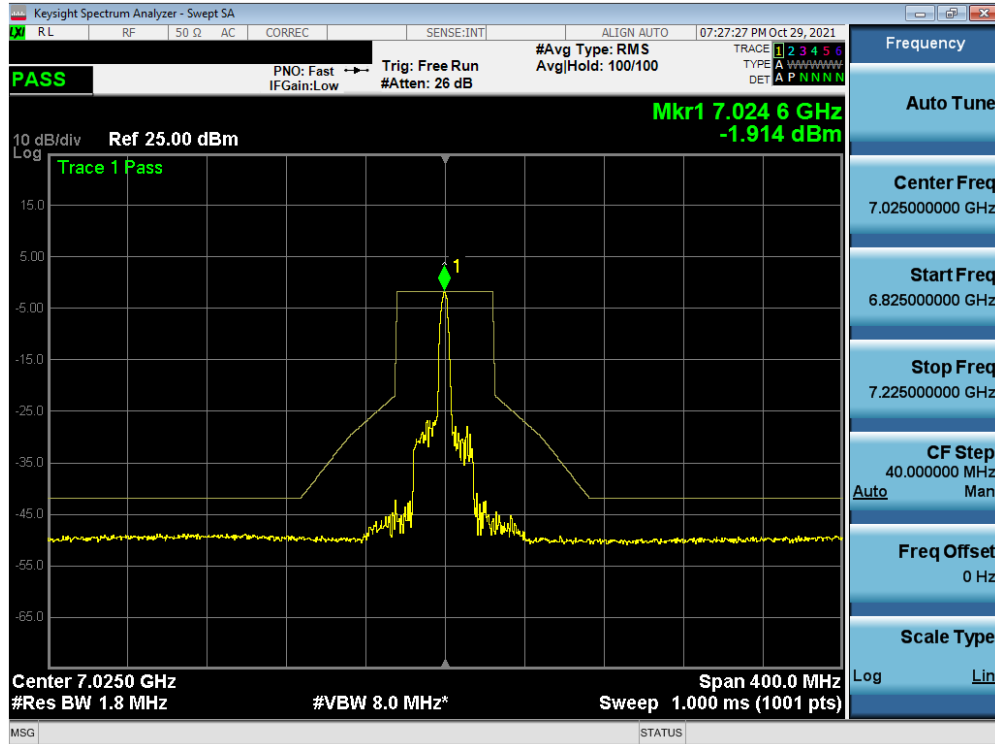 Keysight Spectrum Analyzer - Swept SA
LXI RL RF 50 Ω AC CORREC SENSE:INT ALIGN AUTO 07:27:27 PM Oct 29, 2021
PASS
PNO: Fast
IFGain:Low
Trig: Free Run
#Atten: 26 dB
#Avg Type: RMS
Avg|Hold: 100/100
TRACE 1 2 3 4 5 6
TYPE A WWWWW
DET A P N N N N
Mkr1 7.024 6 GHz
-1.914 dBm
10 dB/div Ref 25.00 dBm
Log
Trace 1 Pass
15.0
5.00
1
-5.00
-15.0
-25.0
-35.0
-45.0
-55.0
-65.0
Center 7.0250 GHz Span 400.0 MHz
#Res BW 1.8 MHz #VBW 8.0 MHz* Sweep 1.000 ms (1001 pts)
MSG STATUS
Frequency
Auto Tune
Center Freq
7.025000000 GHz
Start Freq
6.825000000 GHz
Stop Freq
7.225000000 GHz
CF Step
40.000000 MHz
Auto Man
Freq Offset
0 Hz
Scale Type
Log Lin